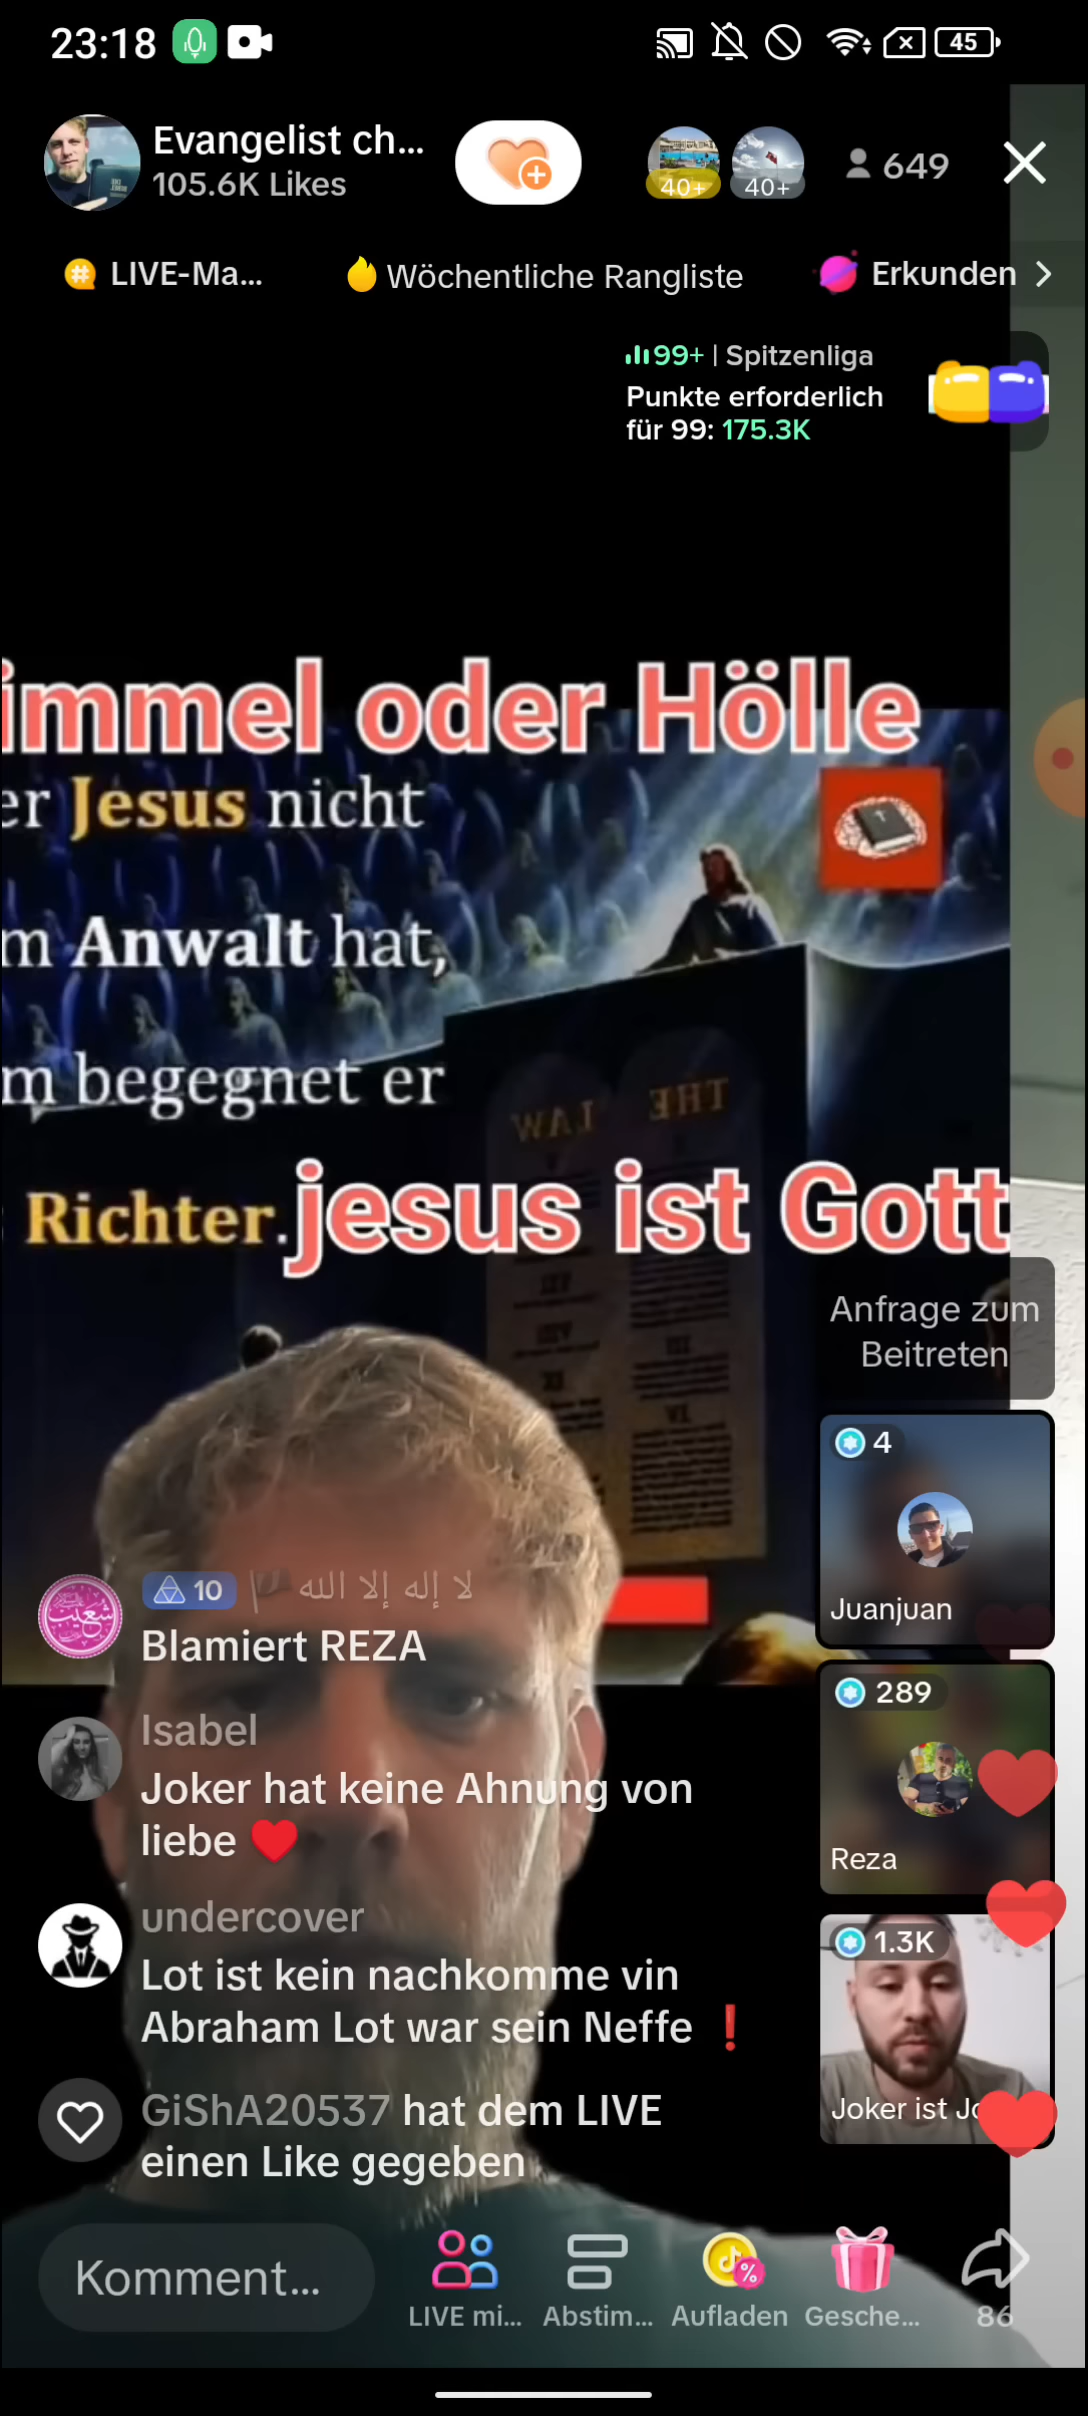 23:18
45
Evangelist ch...
105.6K Likes
40+
40+
649
LIVE-Ma...
Wöchentliche Rangliste
Erkunden
99+ | Spitzenliga
Punkte erforderlich
für 99: 175.3K
immel oder Hölle
er Jesus nicht
m Anwalt hat,
m begegnet er
THE
LAW
Richter.
jesus ist Gott
Anfrage zum
Beitreten
4
Juanjuan
10 لا إله إلا الله
Blamiert REZA
289
Reza
Isabel
Joker hat keine Ahnung von
liebe
undercover
Lot ist kein nachkomme vin
Abraham Lot war sein Neffe ❗
1.3K
Joker ist Jo
GiShA20537 hat dem LIVE
einen Like gegeben
Komment...
LIVE mi...
Abstim...
Aufladen
Gesche...
86